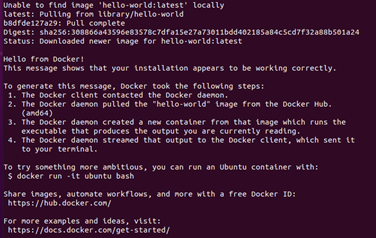 Unable to find image 'hello-world:latest' locally
latest: Pulling from library/hello-world
b8dfde127a29: Pull complete
Digest: sha256:308866a43596e83578c7dfa15e27a73011bdd402185a84c5cd7f32a88b501a24
Status: Downloaded newer image for hello-world:latest
Hello from Docker!
This message shows that your installation appears to be working correctly.
To generate this message, Docker took the following steps:
1. The Docker client contacted the Docker daemon.
2. The Docker daemon pulled the "hello-world" image from the Docker Hub.
(amd64)
3. The Docker daemon created a new container from that image which runs the
executable that produces the output you are currently reading.
4. The Docker daemon streamed that output to the Docker client, which sent it
to your terminal.
To try something more ambitious, you can run an Ubuntu container with:
$ docker run -it ubuntu bash
Share images, automate workflows, and more with a free Docker ID:
https://hub.docker.com/
For more examples and ideas, visit:
https://docs.docker.com/get-started/